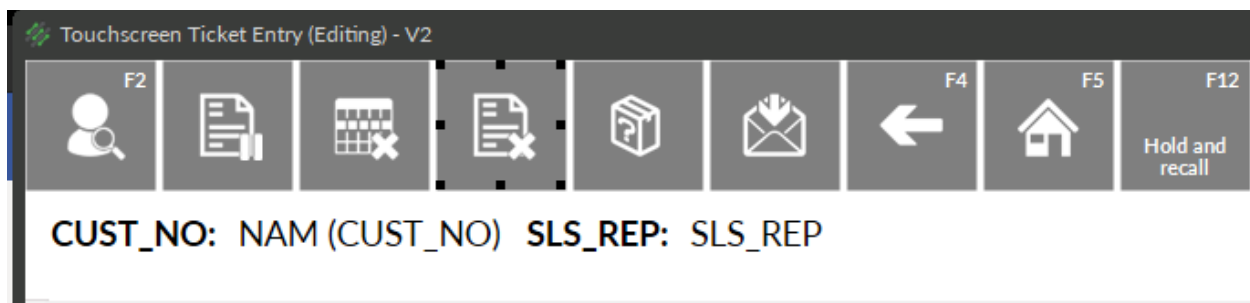 Touchscreen Ticket Entry (Editing) - V2
F2
F4
F5
F12
?
Hold and
recall
CUST_NO: NAM (CUST_NO) SLS_REP: SLS_REP